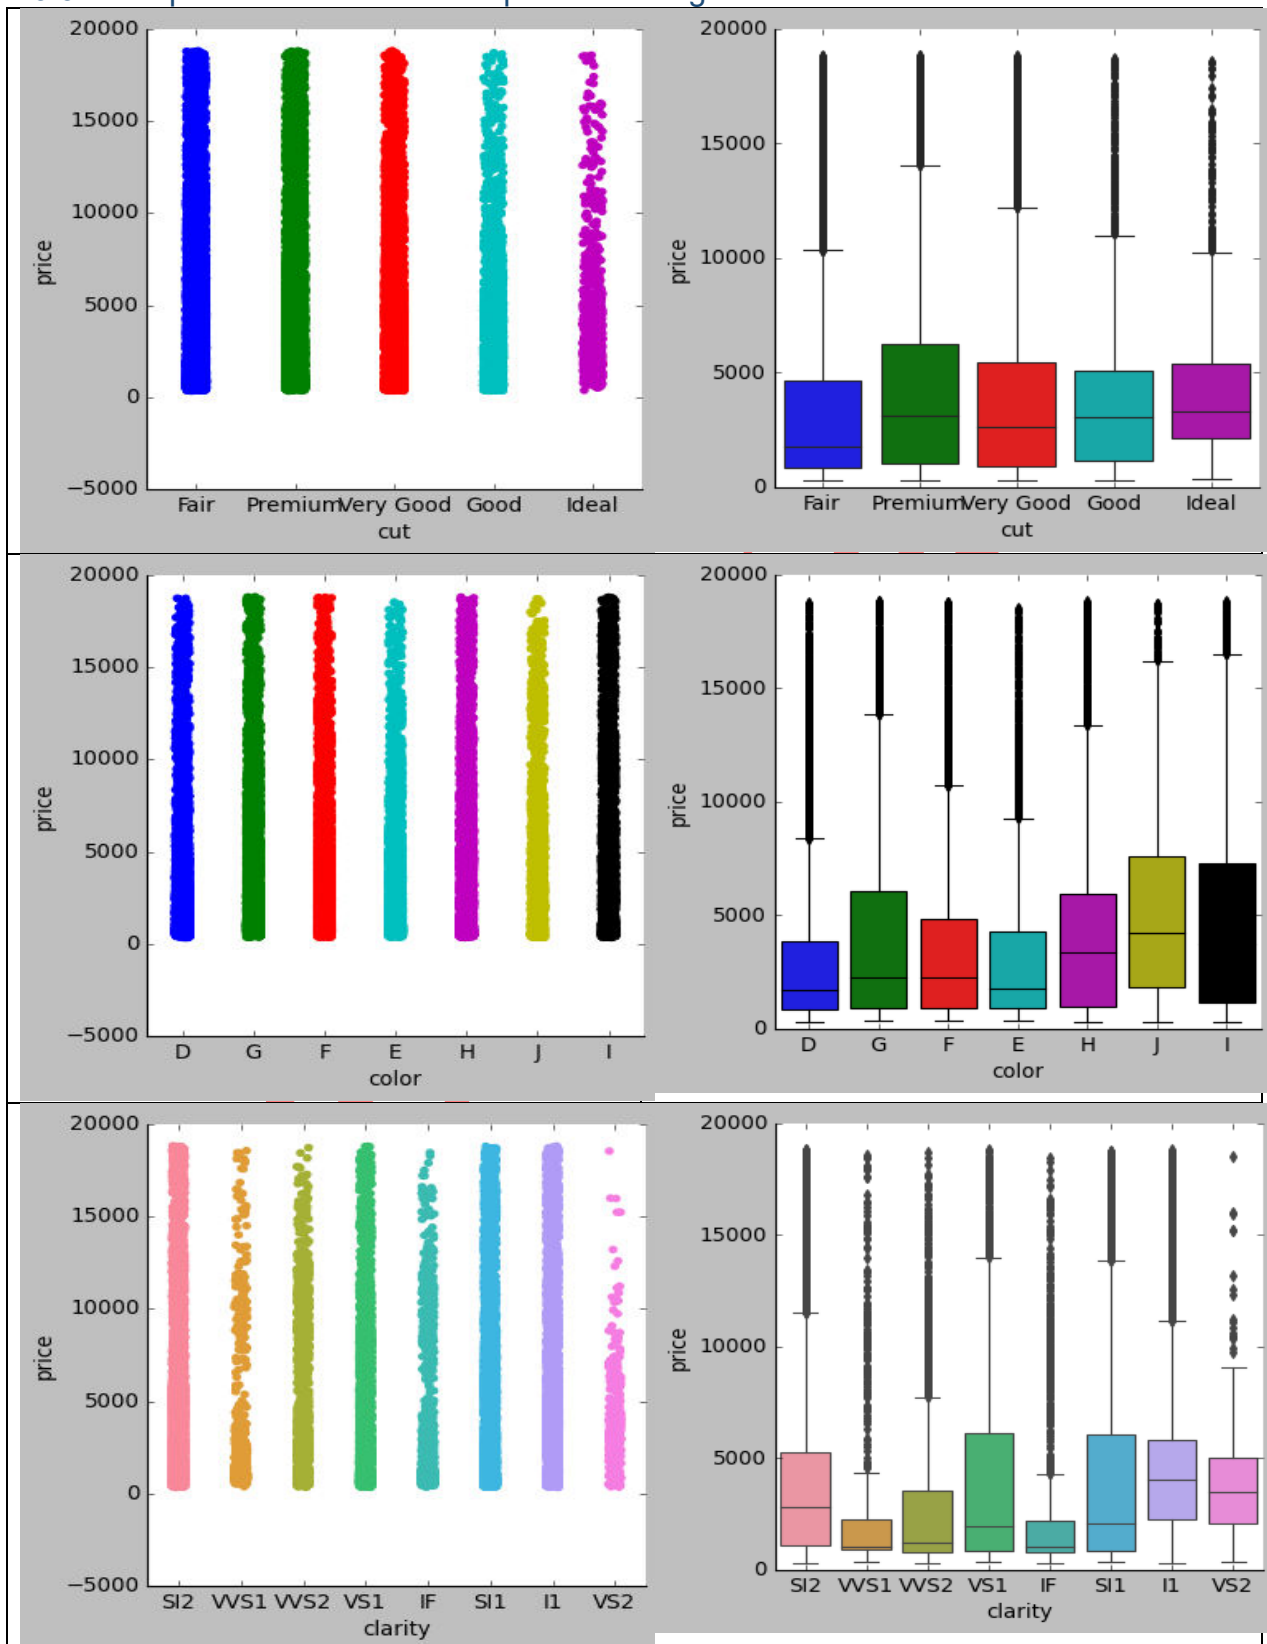 20000 15000 10000 5000 0 −5000
price
Fair Premium Very Good Good Ideal
cut
20000 15000 10000 5000 0
price
Fair Premium Very Good Good Ideal
cut
20000 15000 10000 5000 0 −5000
price
D G F E H J I
color
20000 15000 10000 5000 0
price
D G F E H J I
color
20000 15000 10000 5000 0 −5000
price
SI2 VVS1 VVS2 VS1 IF SI1 I1 VS2
clarity
20000 15000 10000 5000 0
price
SI2 VVS1 VVS2 VS1 IF SI1 I1 VS2
clarity